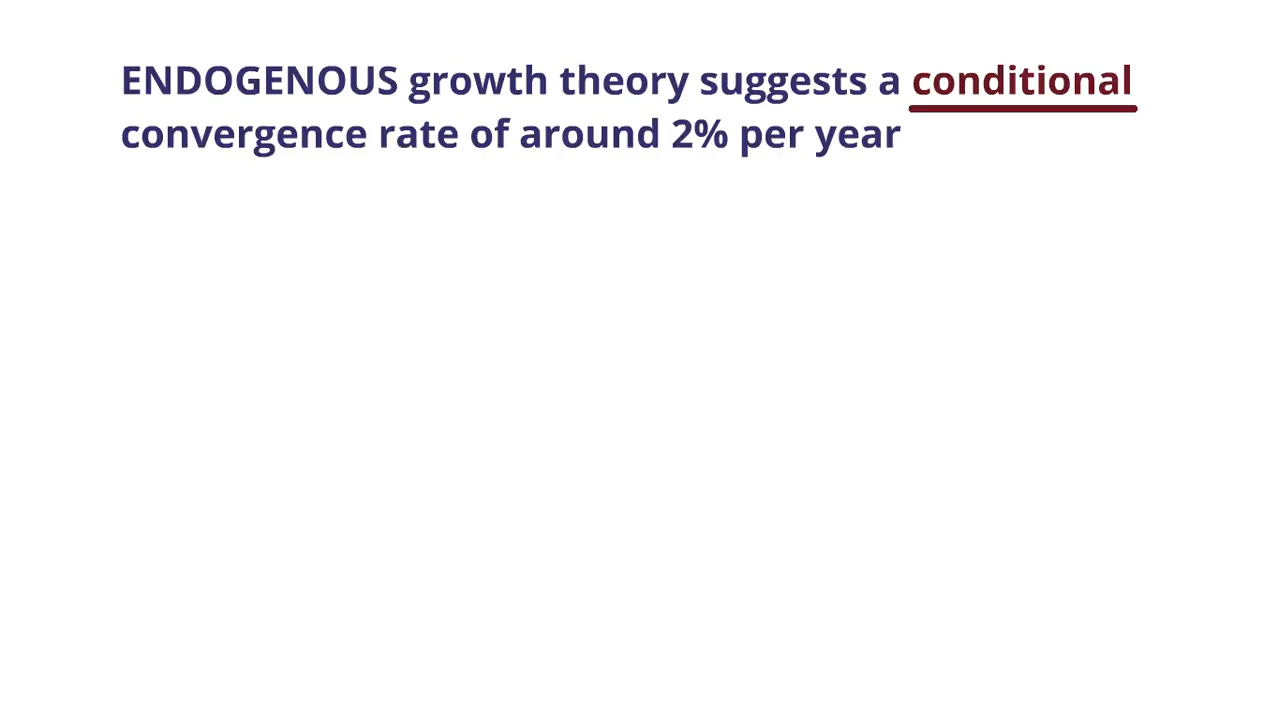 ENDOGENOUS growth theory suggests a conditional
convergence rate of around 2% per year